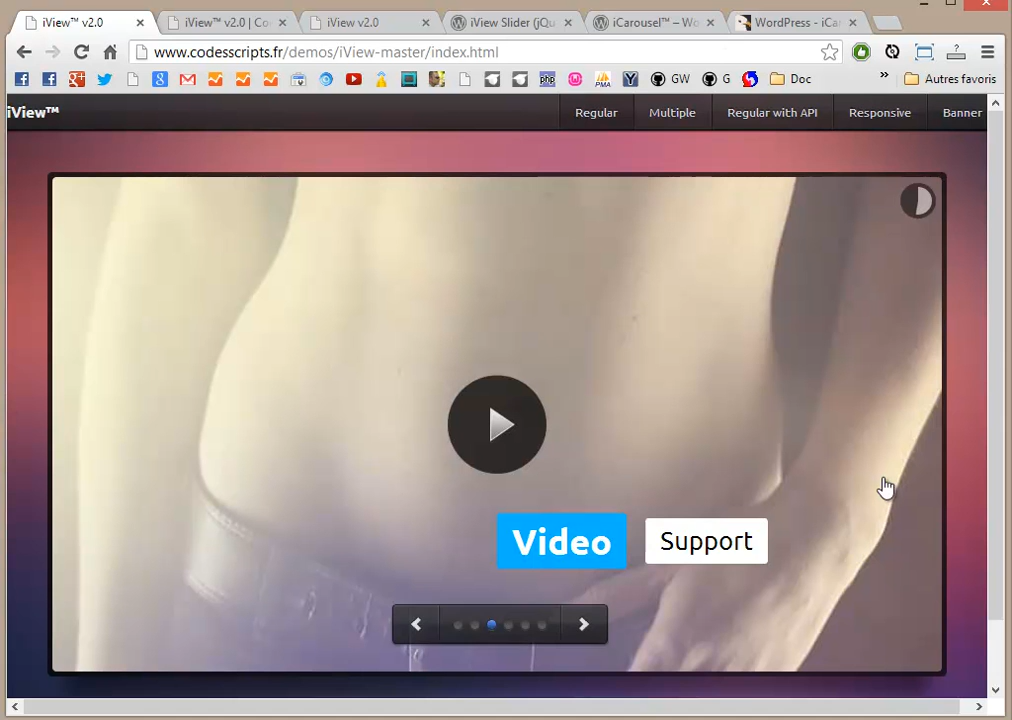 iView™ v2.0
iView™ v2.0 | Co
iView v2.0
iView Slider (jQu
iCarousel™ – Wo
WordPress - iCar
www.codesscripts.fr/demos/iView-master/index.html
GW
G
Doc
»
Autres favoris
iView™
Regular
Multiple
Regular with API
Responsive
Banner
Video
Support